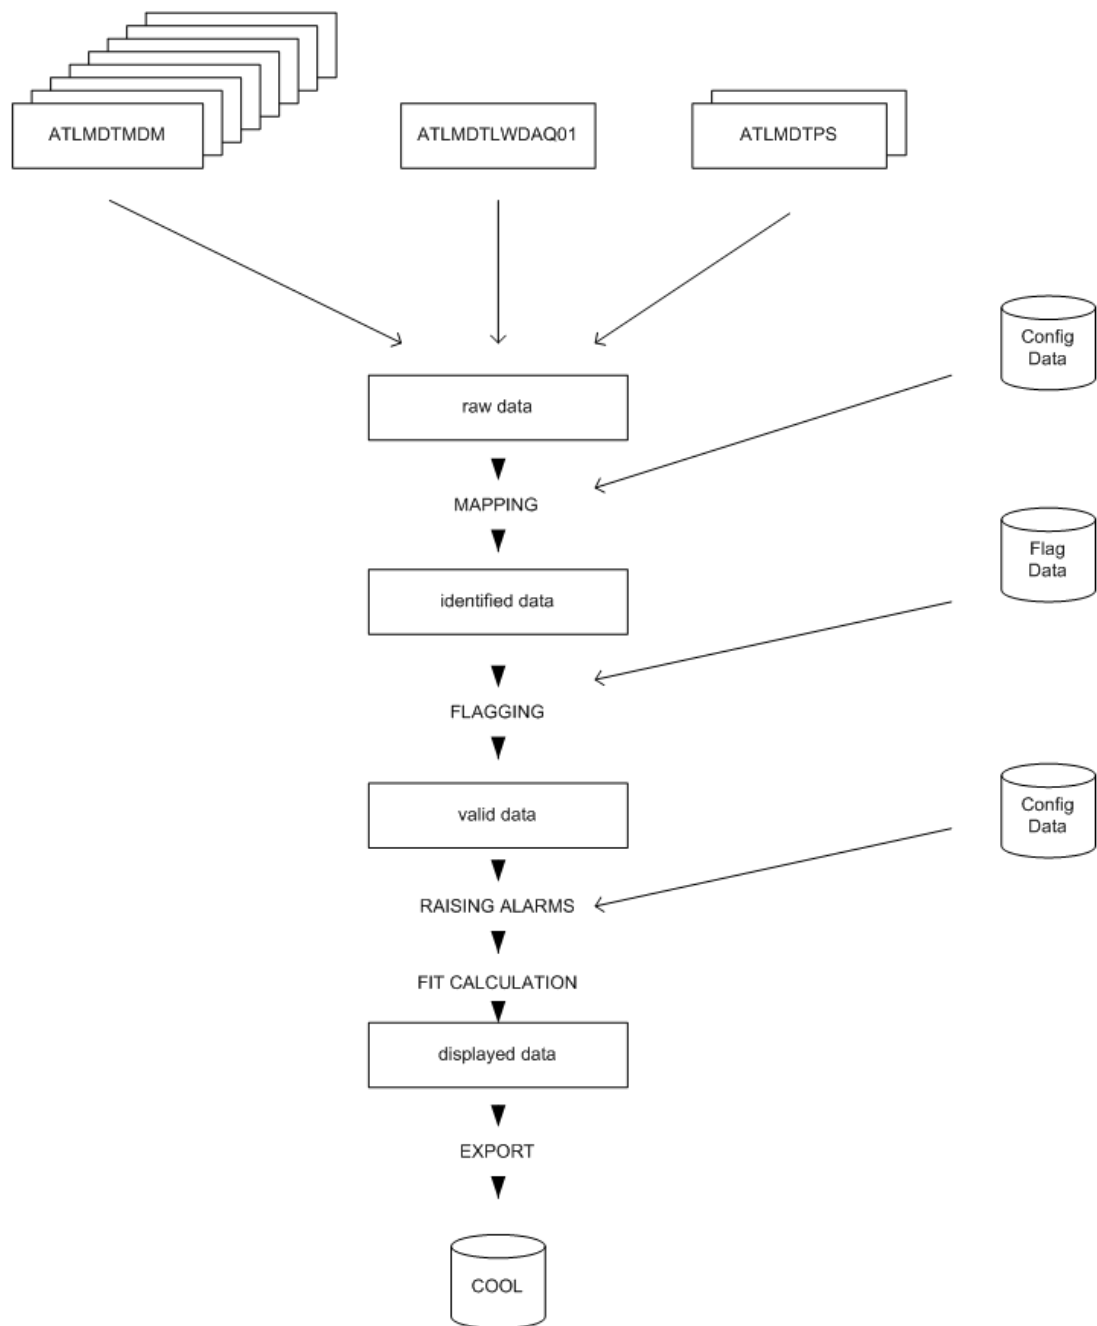 ATLMDTMDM
ATLMDTLWDAQ01
ATLMDTPS
Config
Data
raw data
MAPPING
Flag
Data
identified data
FLAGGING
Config
Data
valid data
RAISING ALARMS
FIT CALCULATION
displayed data
EXPORT
COOL